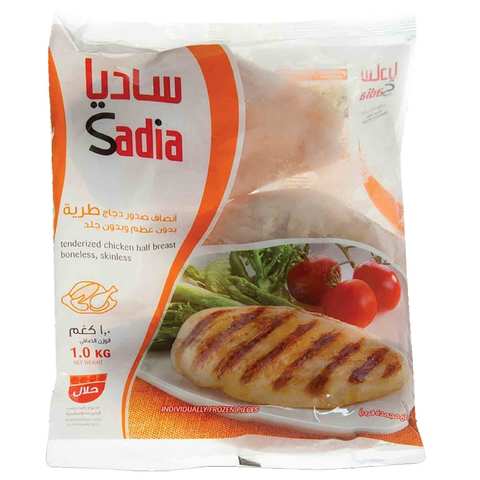 ساديا
Sadia
أنصاف صدور دجاج طرية
بدون عظم وبدون جلد
tenderized chicken half breast
boneless, skinless
١,٠ كغم
الوزن الصافي
1.0 KG
NET WEIGHT
حلال
INDIVIDUALLY FROZEN PIECES
Sadia